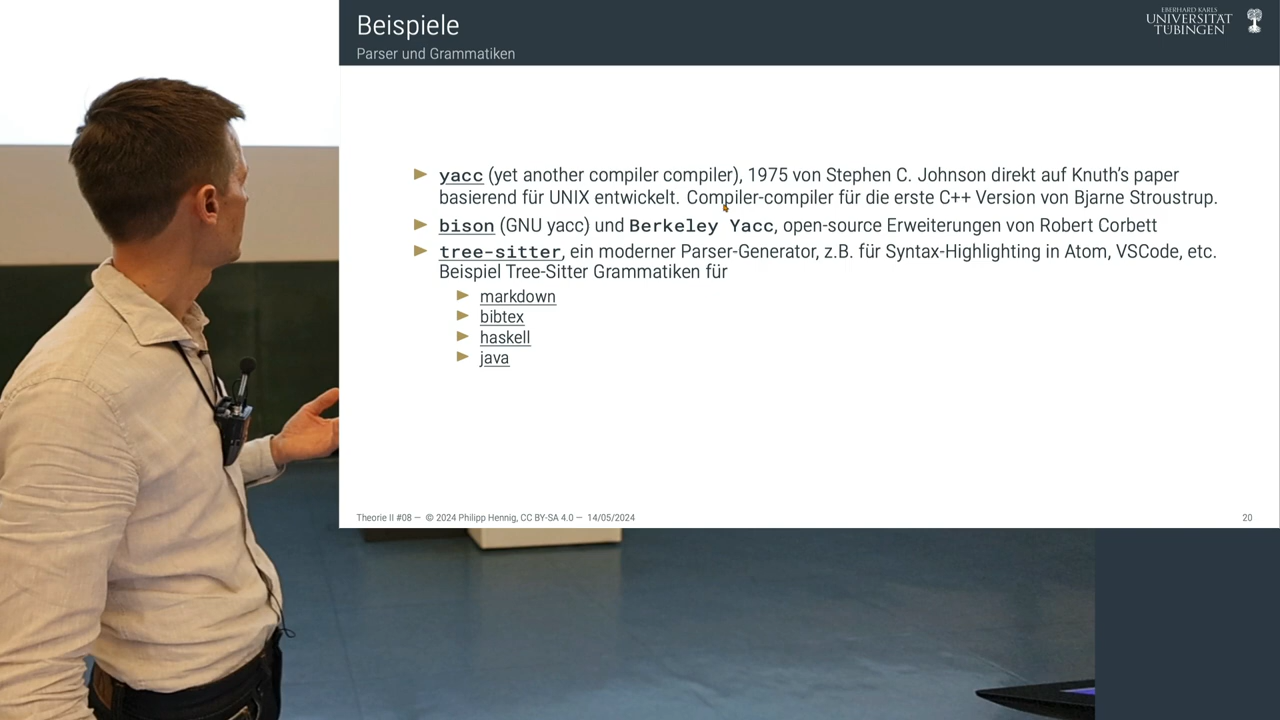 Beispiele
Parser und Grammatiken
EBERHARD KARLS
UNIVERSITAT
TÜBINGEN
yacc (yet another compiler compiler), 1975 von Stephen C. Johnson direkt auf Knuth's paper
basierend für UNIX entwickelt. Compiler-compiler für die erste C++ Version von Bjarne Stroustrup.
bison (GNU yacc) und Berkeley Yacc, open-source Erweiterungen von Robert Corbett
tree-sitter, ein moderner Parser-Generator, z.B. für Syntax-Highlighting in Atom, VSCode, etc.
Beispiel Tree-Sitter Grammatiken für
markdown
bibtex
haskell
java
Theorie II #08 — © 2024 Philipp Hennig, CC BY-SA 4.0 — 14/05/2024
20